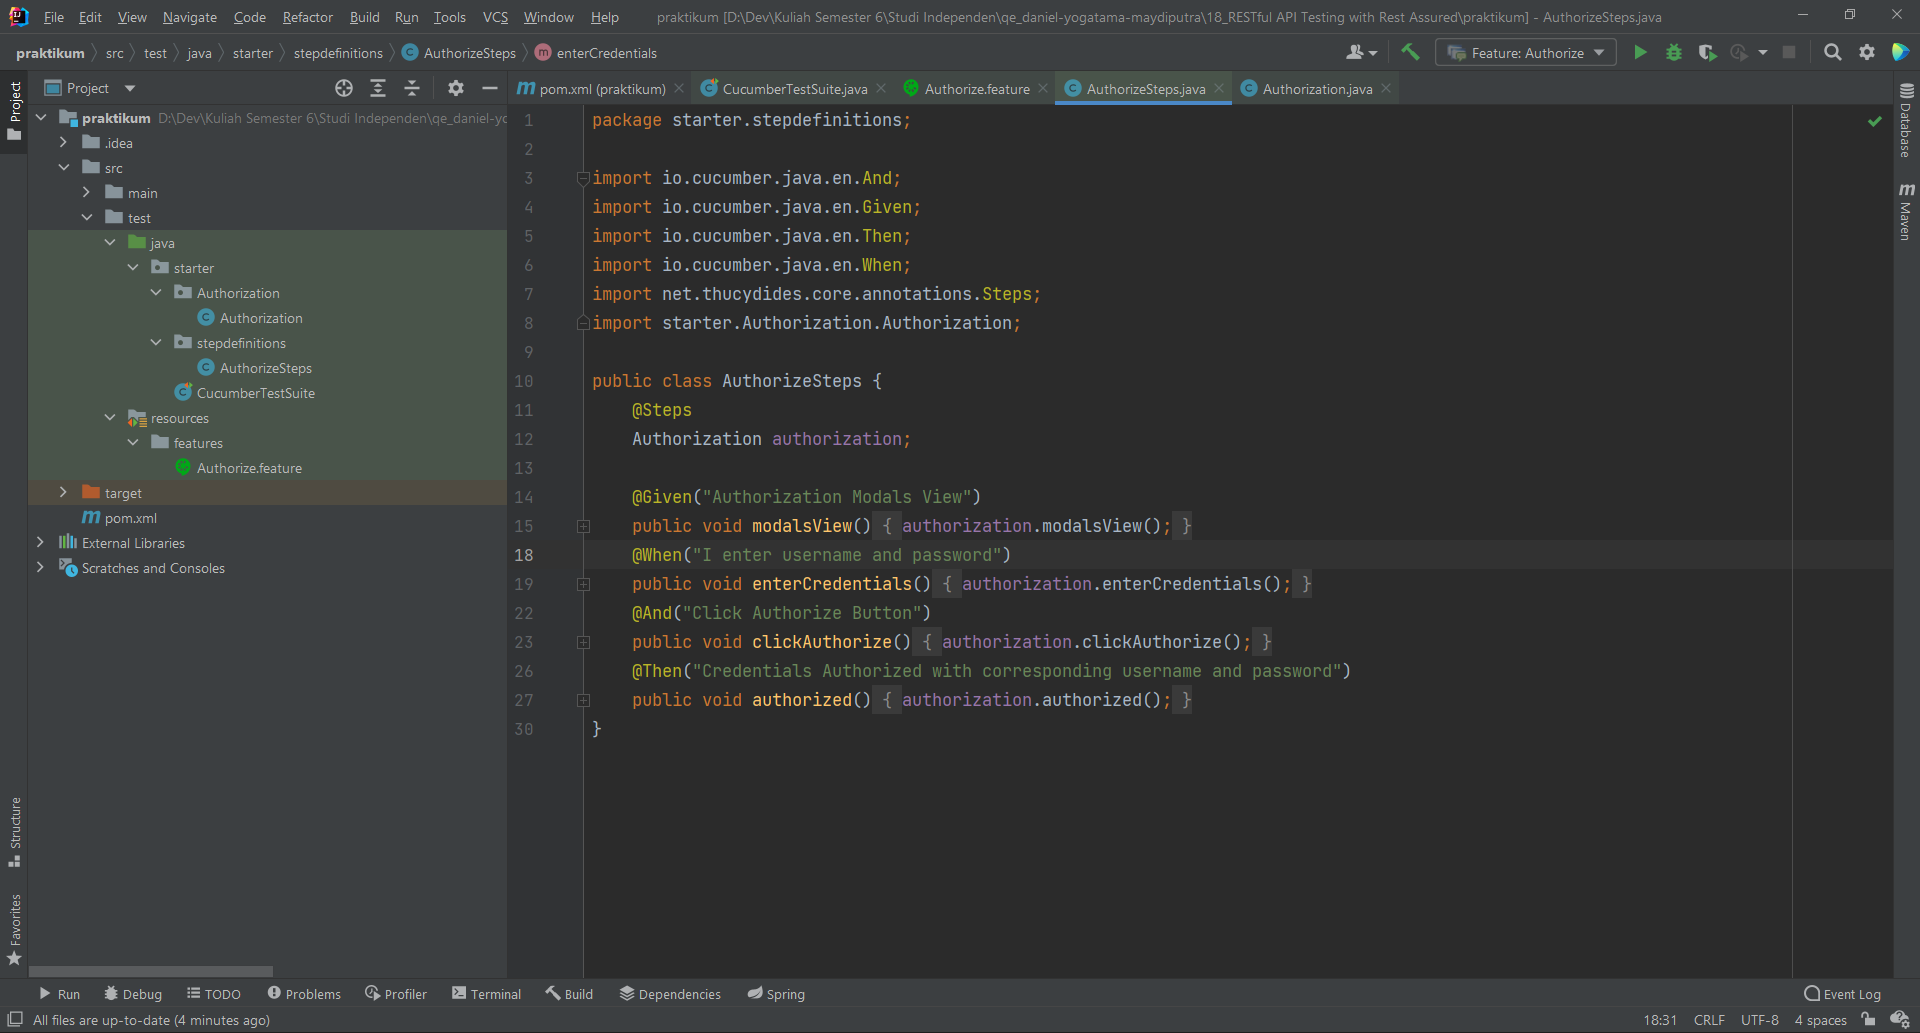 File Edit View Navigate Code Refactor Build Run Tools VCS Window Help praktikum [D:\Dev\Kuliah Semester 6\Studi Independen\qe_daniel-yogatama-maydiputra\18_RESTful API Testing with Rest Assured\praktikum] - AuthorizeSteps.java
praktikum src test java starter stepdefinitions AuthorizeSteps enterCredentials Feature: Authorize
Project
Project
pom.xml (praktikum) CucumberTestSuite.java Authorize.feature AuthorizeSteps.java Authorization.java
praktikum D:\Dev\Kuliah Semester 6\Studi Independen\qe_daniel-yo
.idea
src
main
test
java
starter
Authorization
Authorization
stepdefinitions
AuthorizeSteps
CucumberTestSuite
resources
features
Authorize.feature
target
pom.xml
External Libraries
Scratches and Consoles
Structure
Favorites
1 package starter.stepdefinitions;
2
3 import io.cucumber.java.en.And;
4 import io.cucumber.java.en.Given;
5 import io.cucumber.java.en.Then;
6 import io.cucumber.java.en.When;
7 import net.thucydides.core.annotations.Steps;
8 import starter.Authorization.Authorization;
9
10 public class AuthorizeSteps {
11 @Steps
12 Authorization authorization;
13
14 @Given("Authorization Modals View")
15 public void modalsView() { authorization.modalsView(); }
18 @When("I enter username and password")
19 public void enterCredentials() { authorization.enterCredentials(); }
22 @And("Click Authorize Button")
23 public void clickAuthorize() { authorization.clickAuthorize(); }
26 @Then("Credentials Authorized with corresponding username and password")
27 public void authorized() { authorization.authorized(); }
30 }
Database
Maven
Run Debug TODO Problems Profiler Terminal Build Dependencies Spring Event Log
All files are up-to-date (4 minutes ago) 18:31 CRLF UTF-8 4 spaces